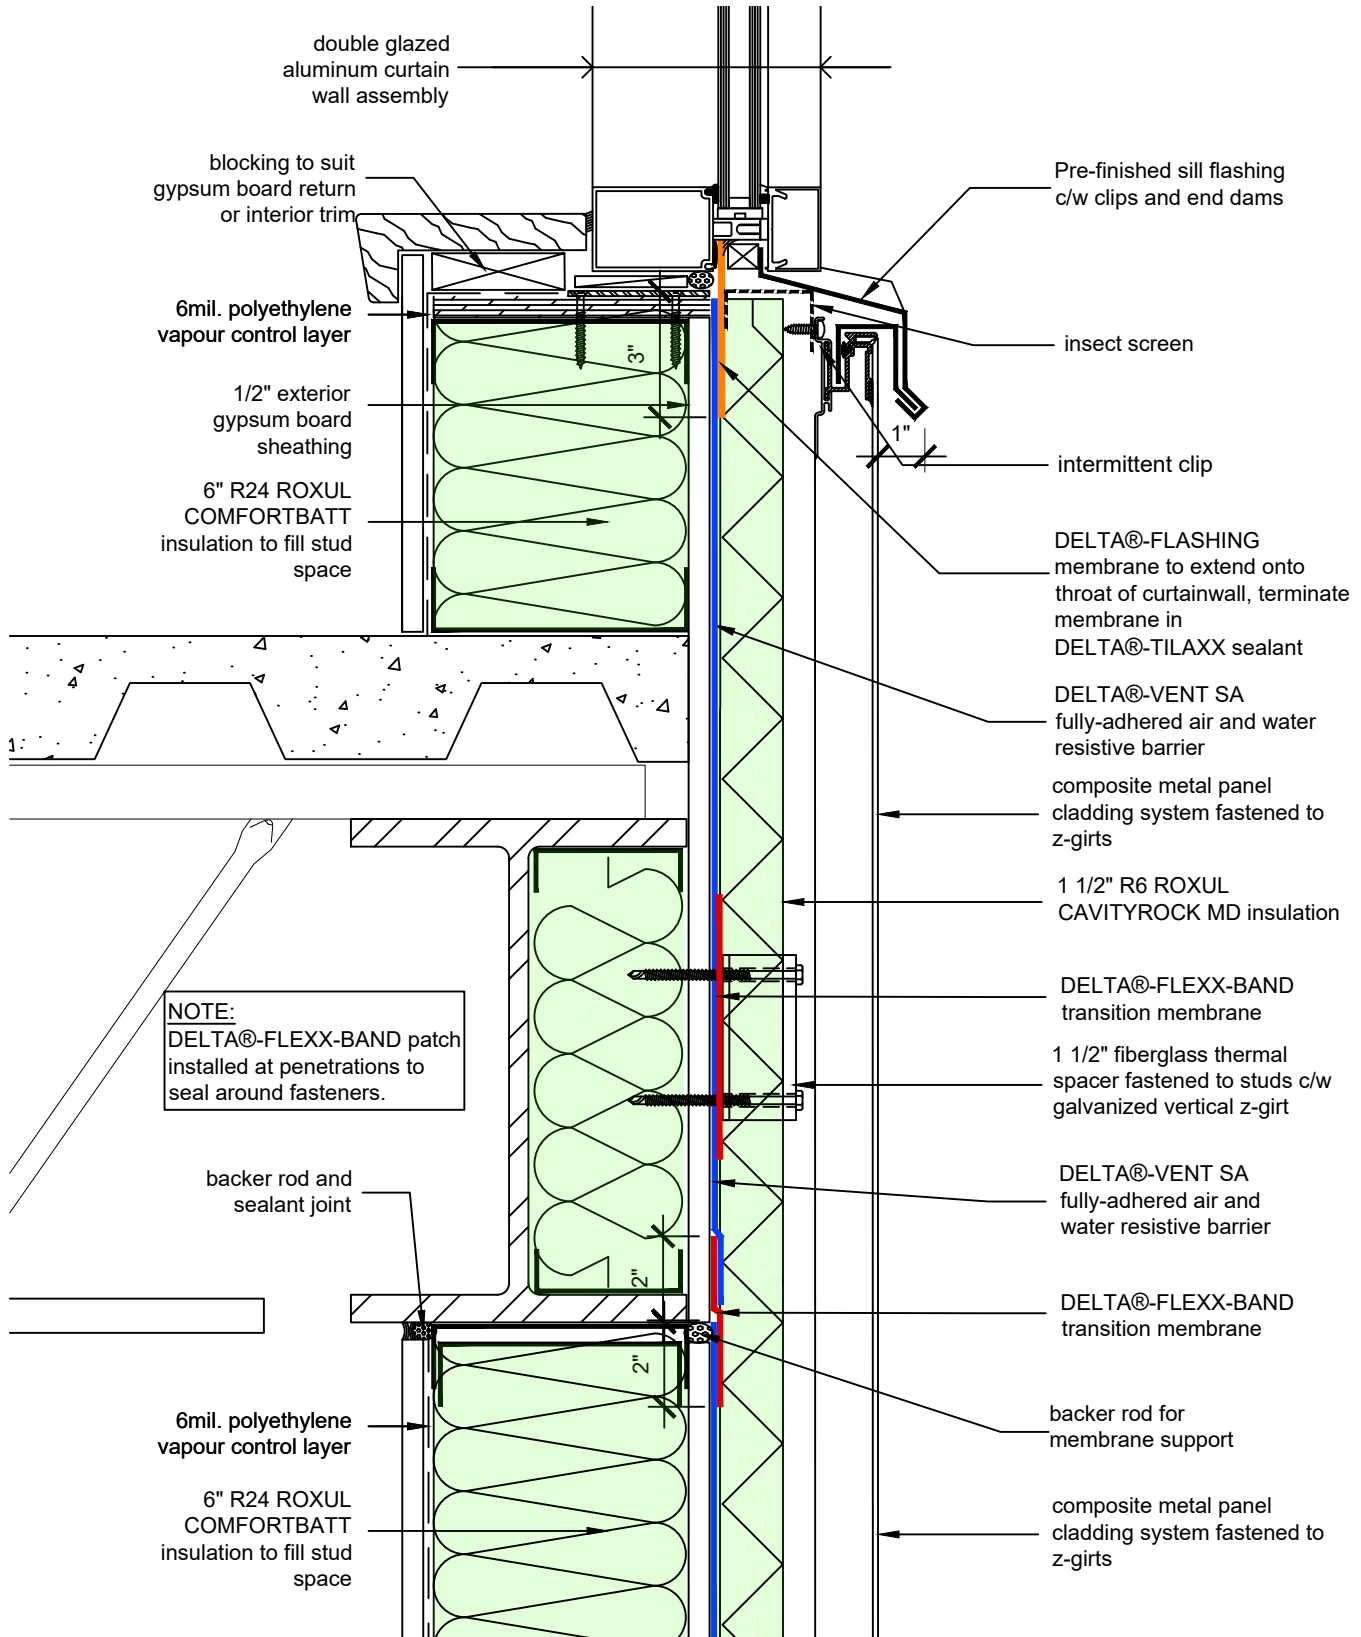 double glazed
aluminum curtain
wall assembly
blocking to suit
gypsum board return
or interior trim
6mil. polyethylene
vapour control layer
1/2" exterior
gypsum board
sheathing
6" R24 ROXUL
COMFORTBATT
insulation to fill stud
space
3"
1"
Pre-finished sill flashing
c/w clips and end dams
insect screen
intermittent clip
DELTA®-FLASHING
membrane to extend onto
throat of curtainwall, terminate
membrane in
DELTA®-TILAXX sealant
DELTA®-VENT SA
fully-adhered air and water
resistive barrier
composite metal panel
cladding system fastened to
z-girts
1 1/2" R6 ROXUL
CAVITYROCK MD insulation
DELTA®-FLEXX-BAND
transition membrane
1 1/2" fiberglass thermal
spacer fastened to studs c/w
galvanized vertical z-girt
NOTE:
DELTA®-FLEXX-BAND patch
installed at penetrations to
seal around fasteners.
backer rod and
sealant joint
DELTA®-VENT SA
fully-adhered air and
water resistive barrier
2"
2"
DELTA®-FLEXX-BAND
transition membrane
6mil. polyethylene
vapour control layer
6" R24 ROXUL
COMFORTBATT
insulation to fill stud
space
backer rod for
membrane support
composite metal panel
cladding system fastened to
z-girts